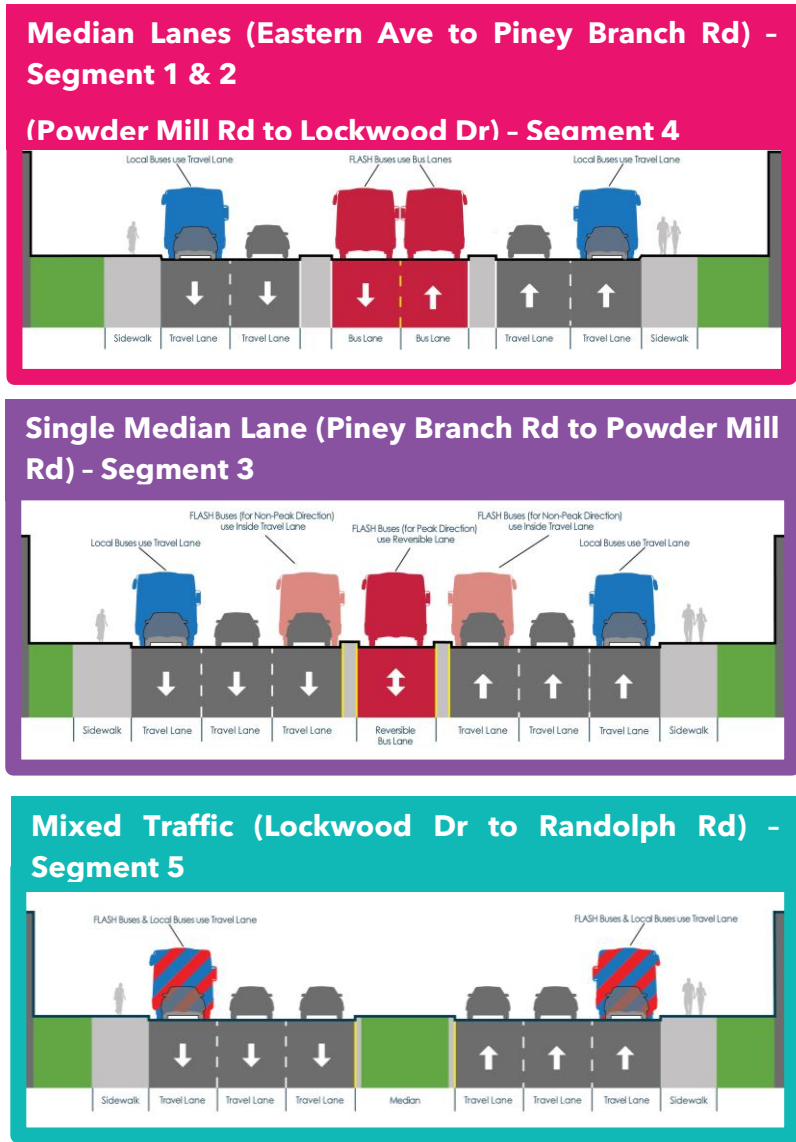 Median Lanes (Eastern Ave to Piney Branch Rd) –
Segment 1 & 2
(Powder Mill Rd to Lockwood Dr) – Segment 4
Local Buses use Travel Lane
FLASH Buses use Bus Lanes
Local Buses use Travel Lane
Sidewalk
Travel Lane
Travel Lane
Bus Lane
Bus Lane
Travel Lane
Travel Lane
Sidewalk
Single Median Lane (Piney Branch Rd to Powder Mill
Rd) – Segment 3
Local Buses use Travel Lane
FLASH Buses (for Non-Peak Direction)
use Inside Travel Lane
FLASH Buses (for Peak Direction)
use Reversible Lane
FLASH Buses (for Non-Peak Direction)
use Inside Travel Lane
Local Buses use Travel Lane
Sidewalk
Travel Lane
Travel Lane
Travel Lane
Reversible
Bus Lane
Travel Lane
Travel Lane
Travel Lane
Sidewalk
Mixed Traffic (Lockwood Dr to Randolph Rd) –
Segment 5
FLASH Buses & Local Buses use Travel Lane
FLASH Buses & Local Buses use Travel Lane
Sidewalk
Travel Lane
Travel Lane
Travel Lane
Median
Travel Lane
Travel Lane
Travel Lane
Sidewalk